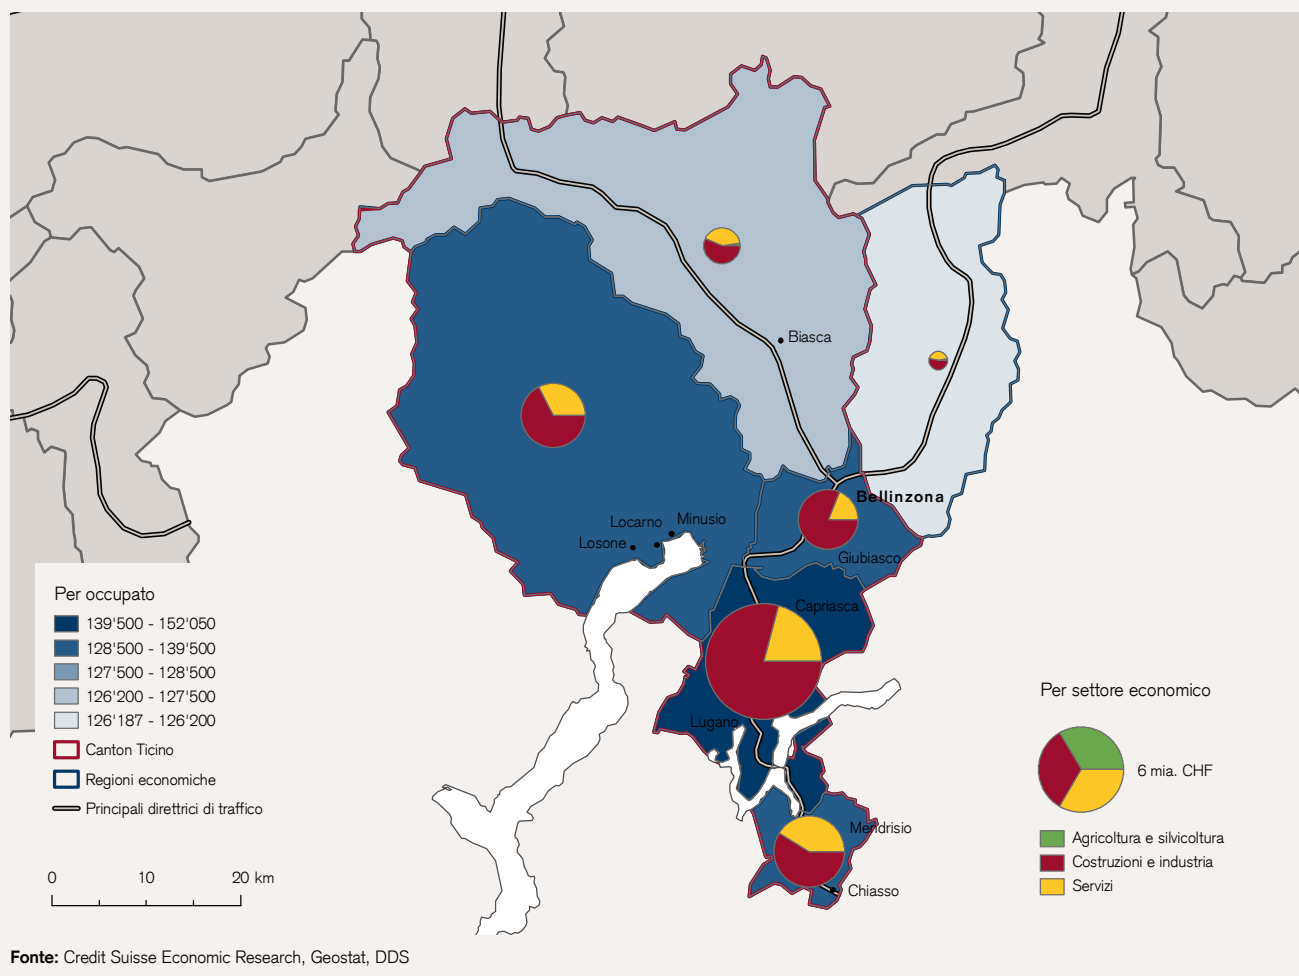 Biasca
Bellinzona
Locarno
Minusio
Losone
Giubiasco
Capriasca
Lugano
Mendrisio
Chiasso
Per occupato
139'500 - 152'050
128'500 - 139'500
127'500 - 128'500
126'200 - 127'500
126'187 - 126'200
Canton Ticino
Regioni economiche
Principali direttrici di traffico
0 10 20 km
Per settore economico
6 mia. CHF
Agricoltura e silvicoltura
Costruzioni e industria
Servizi
Fonte: Credit Suisse Economic Research, Geostat, DDS